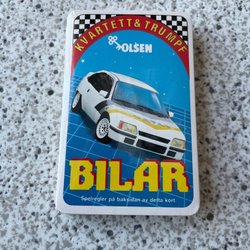 KVARTETT & TRUMPF
OLSEN
BILAR
Spelregler på baksidan av detta kort